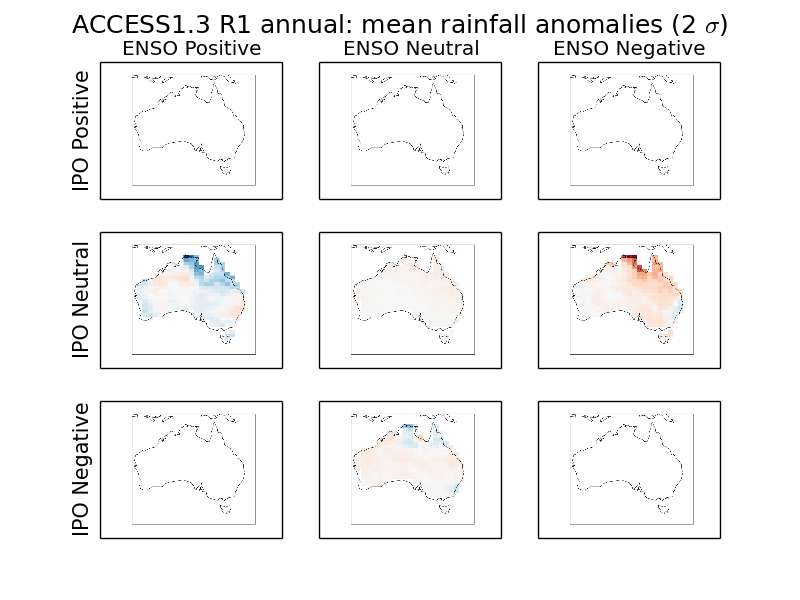 ACCESS1.3 R1 annual: mean rainfall anomalies (2 σ)
ENSO Positive ENSO Neutral ENSO Negative
IPO Positive
IPO Neutral
IPO Negative